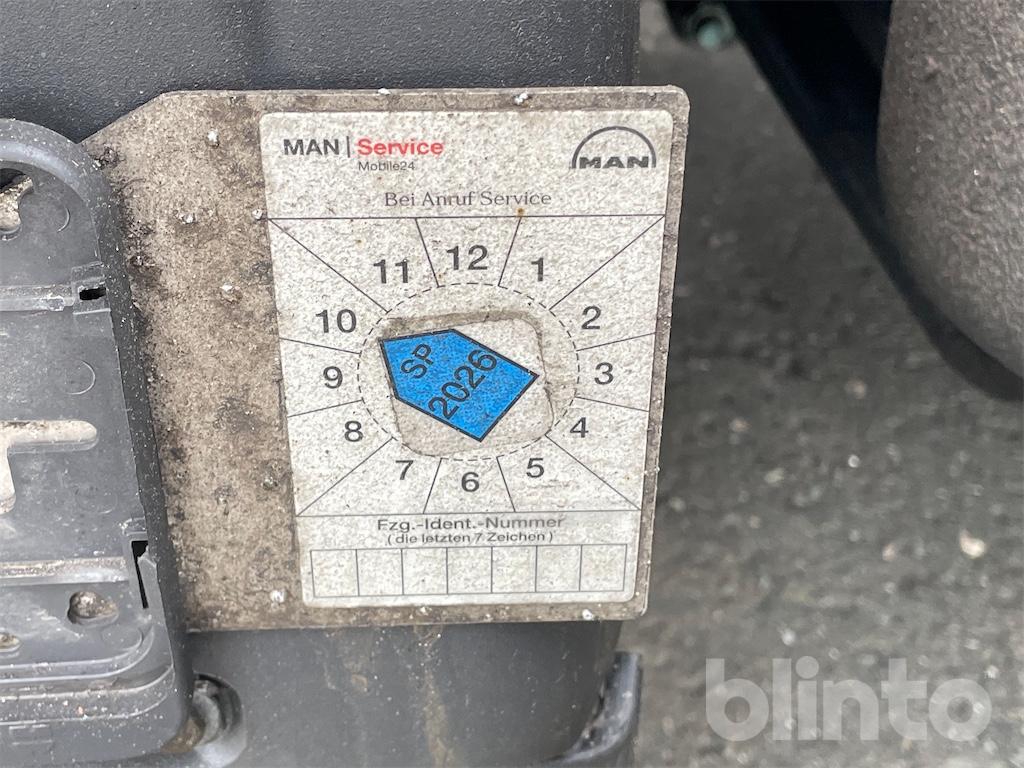 MAN | Service
Mobile24
MAN
Bei Anruf Service
12
1
2
3
4
5
6
7
8
9
10
11
SP
2026
Fzg.-Ident.-Nummer
(die letzten 7 Zeichen)
blinto